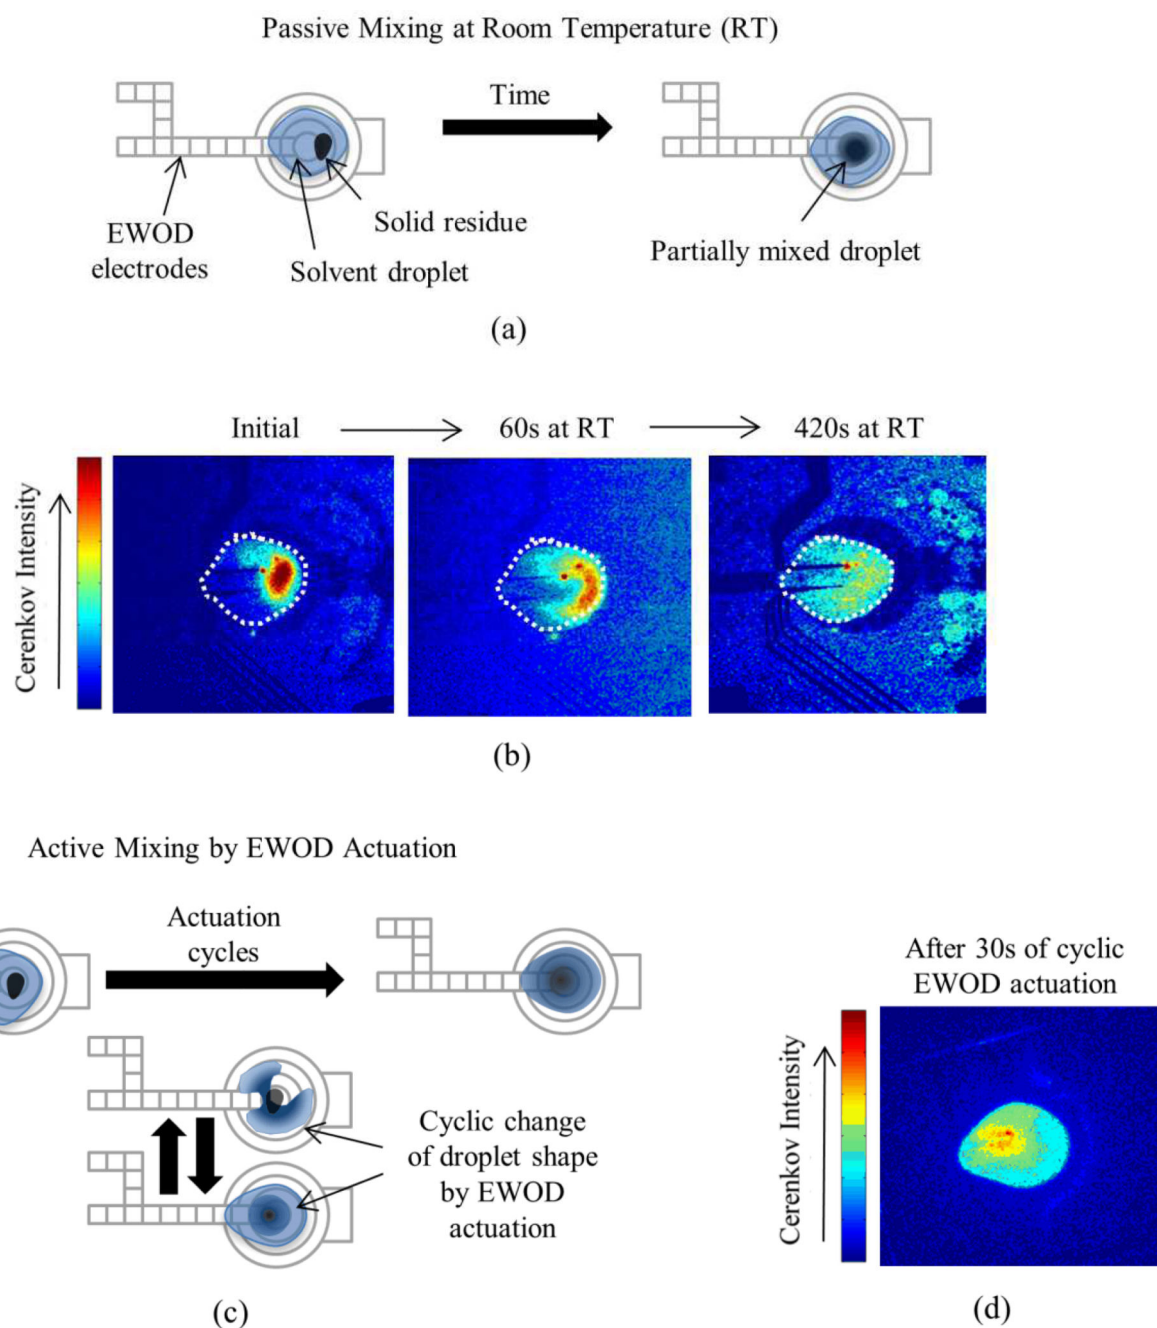 Passive Mixing at Room Temperature (RT)
Time
EWOD
electrodes
Solid residue
Solvent droplet
Partially mixed droplet
(a)
Initial
60s at RT
420s at RT
Cerenkov Intensity
(b)
Active Mixing by EWOD Actuation
Actuation
cycles
Cyclic change
of droplet shape
by EWOD
actuation
(c)
After 30s of cyclic
EWOD actuation
Cerenkov Intensity
(d)